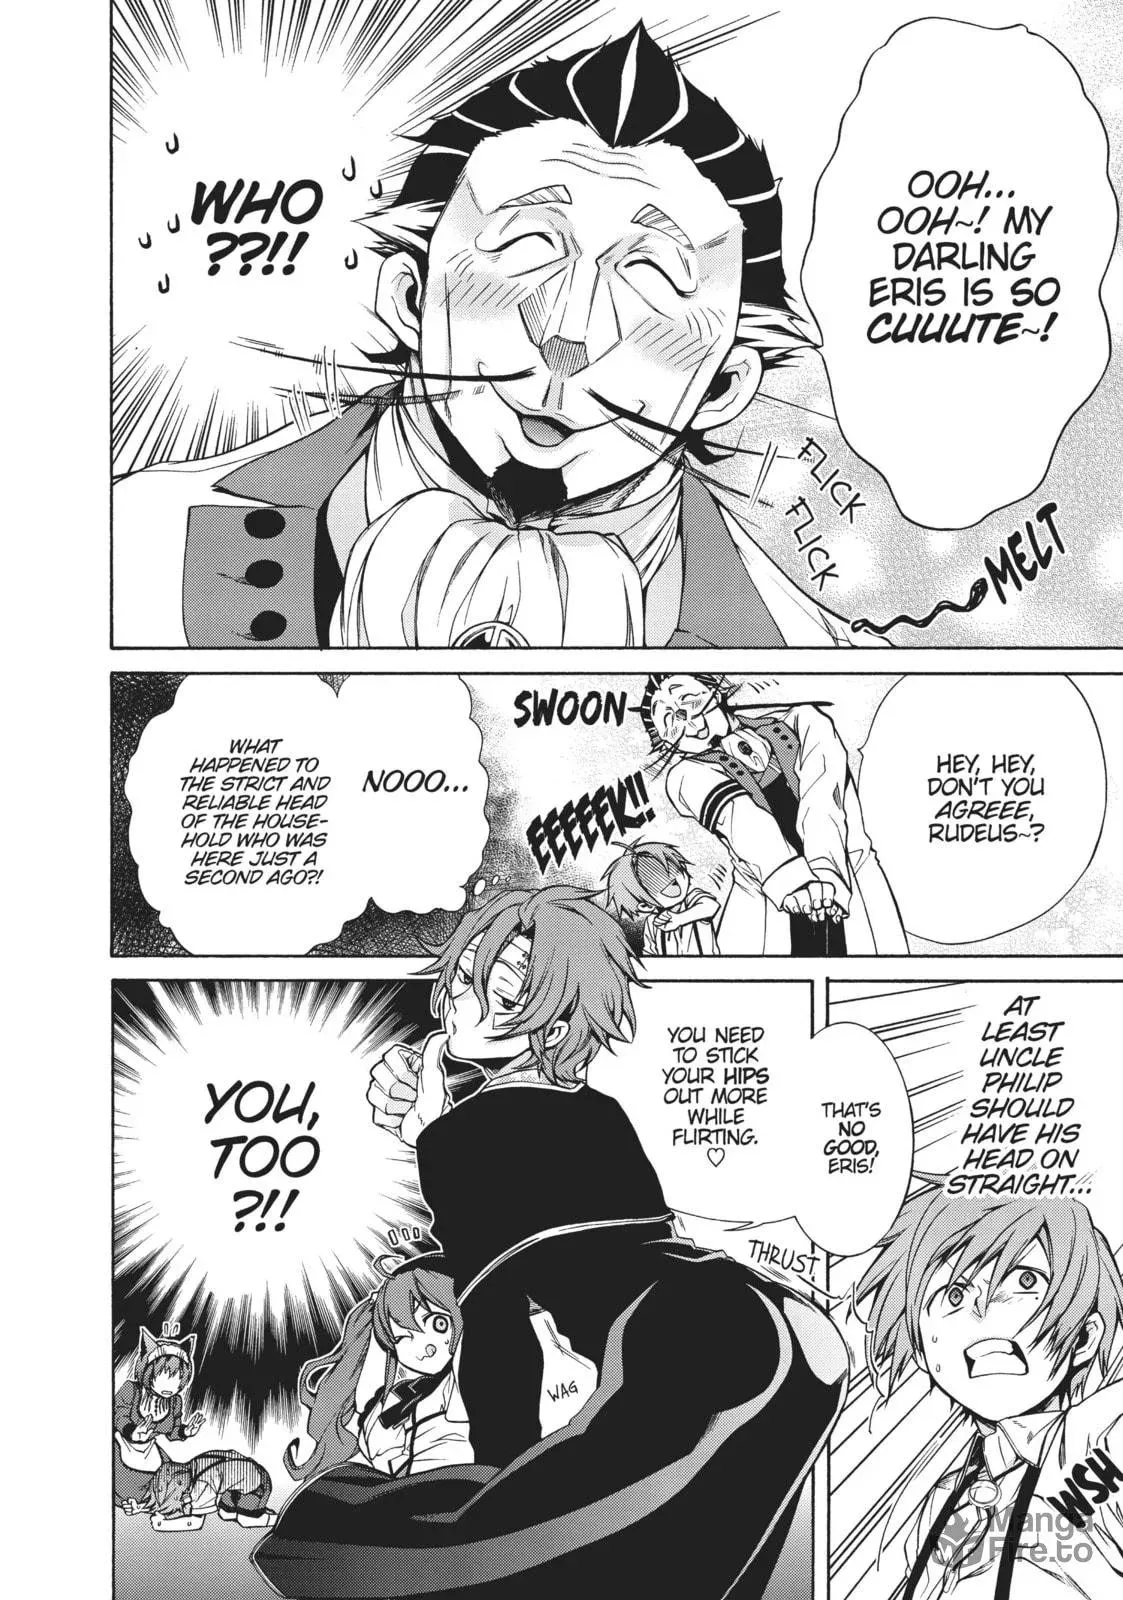 OOH...
OOH~! MY
DARLING
ERIS IS SO
CUUUTE~!
WHO
??!!
FLICK
FLICK
MELT
HEY, HEY,
DON'T YOU
AGREEE,
RUDEUS~?
SWOON~
EEEEEEK!!
NOOO...
WHAT
HAPPENED TO
THE STRICT AND
RELIABLE HEAD
OF THE HOUSE-
HOLD WHO WAS
HERE JUST A
SECOND AGO?!
AT
LEAST
UNCLE
PHILIP
SHOULD
HAVE HIS
HEAD ON
STRAIGHT...
WSH
THAT'S
NO
GOOD,
ERIS!
YOU NEED
TO STICK
YOUR HIPS
OUT MORE
WHILE
FLIRTING.
♡
THRUST.
WAG
YOU,
TOO
?!!
Manga
Fire.to